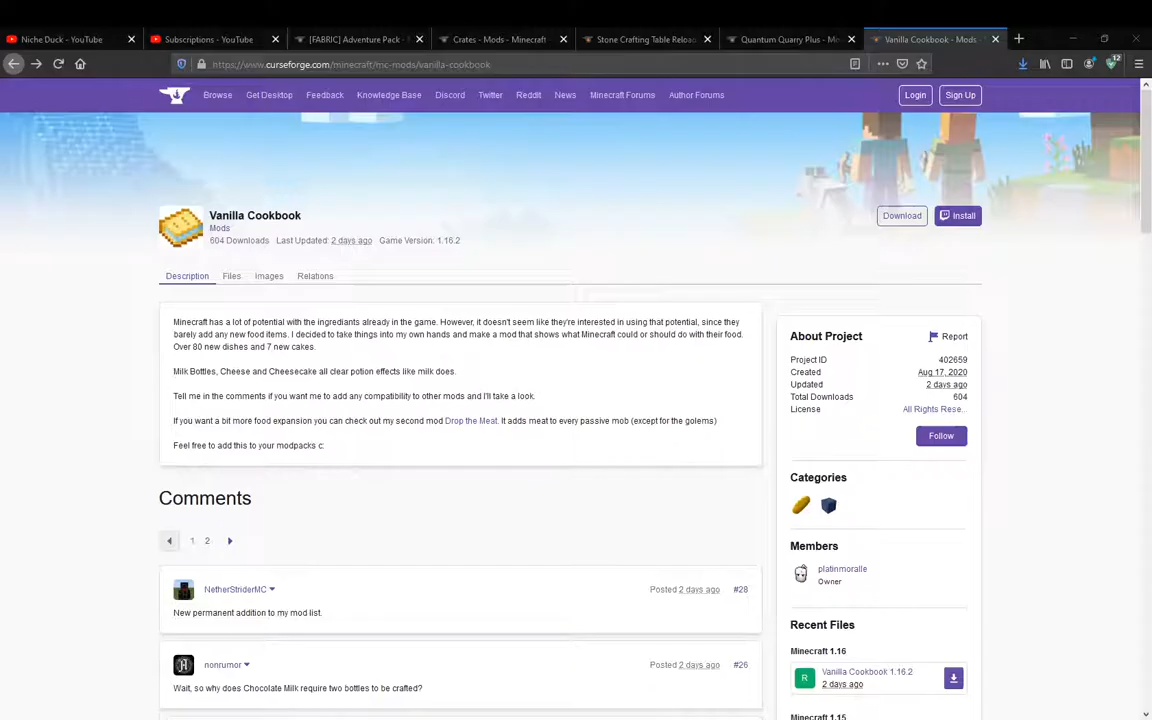 Niche Duck - YouTube
Subscriptions - YouTube
[FABRIC] Adventure Pack -
Crates - Mods - Minecraft
Stone Crafting Table Reloa
Quantum Quarry Plus - Mo
Vanilla Cookbook - Mods -
https://www.curseforge.com/minecraft/mc-mods/vanilla-cookbook
12
Browse Get Desktop Feedback Knowledge Base Discord Twitter Reddit News Minecraft Forums Author Forums Login Sign Up
Vanilla Cookbook
Mods
604 Downloads Last Updated: 2 days ago Game Version: 1.16.2
Download Install
Description Files Images Relations
Minecraft has a lot of potential with the ingrediants already in the game. However, it doesn't seem like they're interested in using that potential, since they
barely add any new food items. I decided to take things into my own hands and make a mod that shows what Minecraft could or should do with their food.
Over 80 new dishes and 7 new cakes.
Milk Bottles, Cheese and Cheesecake all clear potion effects like milk does.
Tell me in the comments if you want me to add any compatibility to other mods and I'll take a look.
If you want a bit more food expansion you can check out my second mod Drop the Meat. It adds meat to every passive mob (except for the golems)
Feel free to add this to your modpacks c:
Comments
1 2
NetherStriderMC Posted 2 days ago #28
New permanent addition to my mod list.
nonrumor Posted 2 days ago #26
Wait, so why does Chocolate Milk require two bottles to be crafted?
About Project Report
Project ID 402659
Created Aug 17, 2020
Updated 2 days ago
Total Downloads 604
License All Rights Rese...
Follow
Categories
Members
platinmoralle
Owner
Recent Files
Minecraft 1.16
R Vanilla Cookbook 1.16.2
2 days ago
Minecraft 1.15